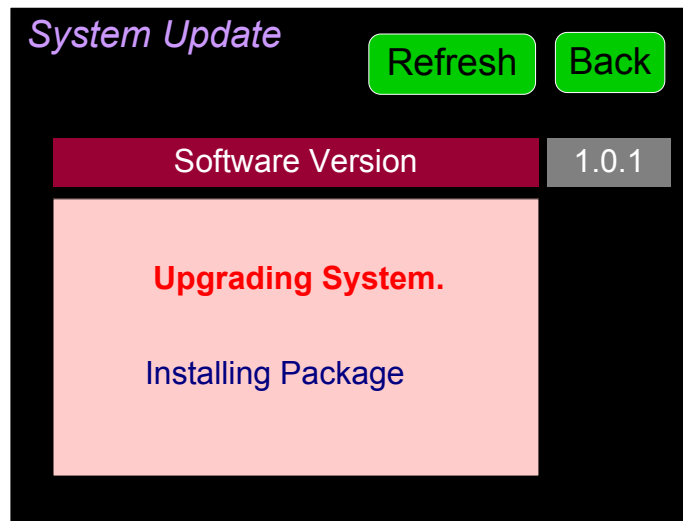 System Update
Refresh
Back
Software Version
1.0.1
Upgrading System.
Installing Package